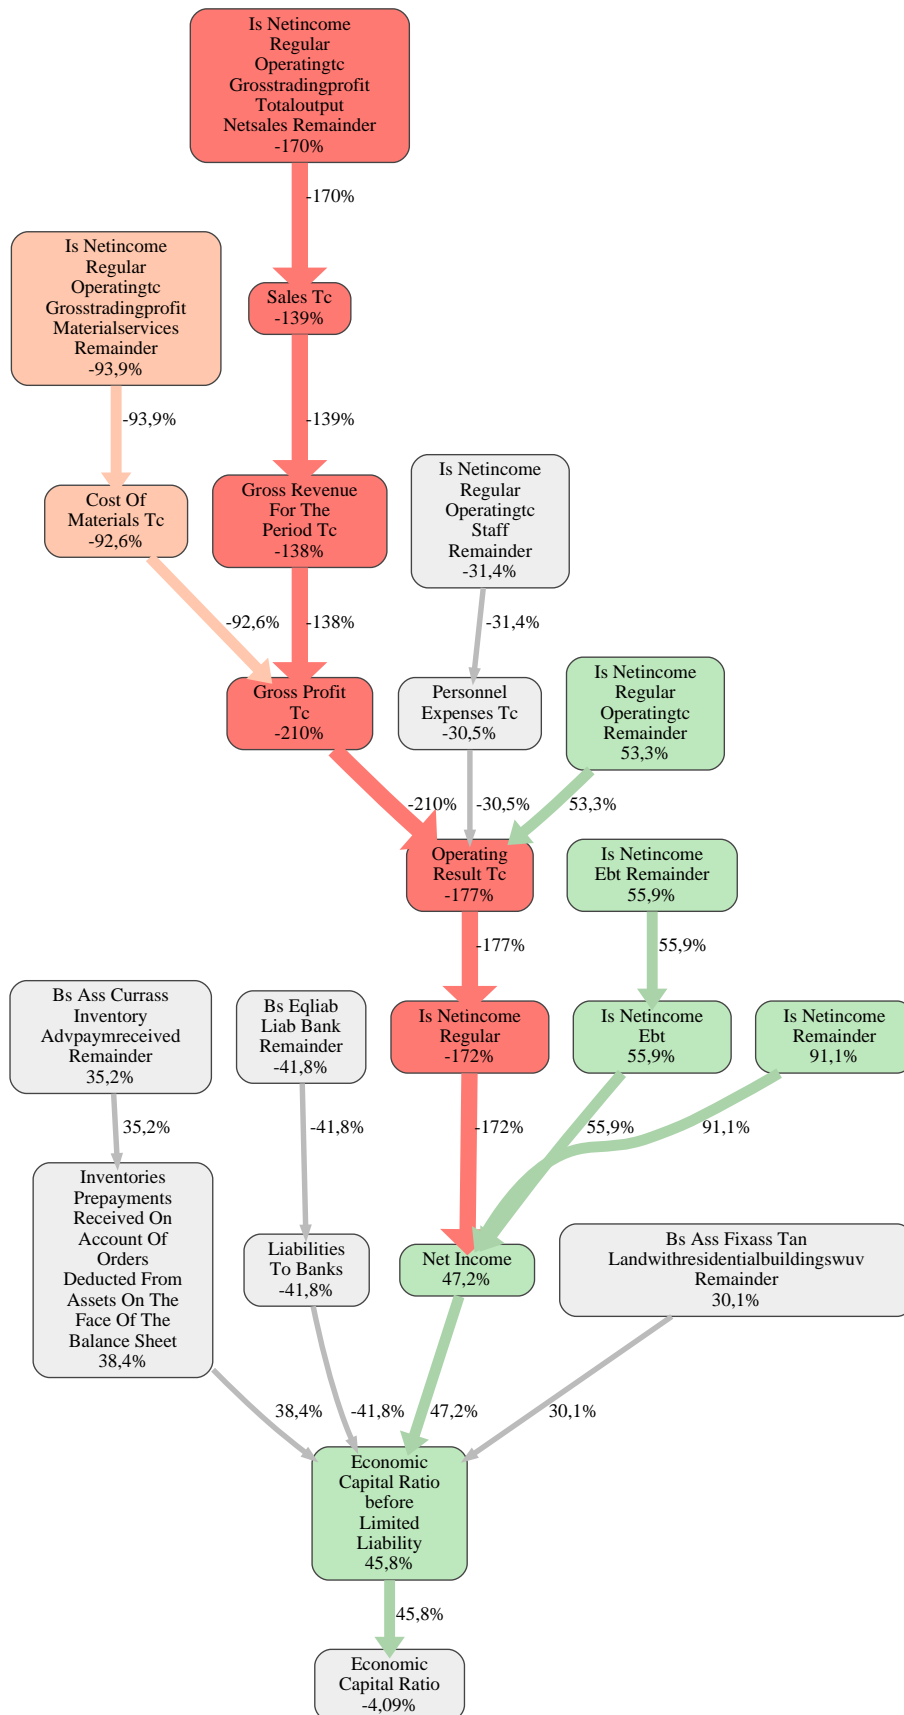 Is Netincome
Regular
Operatingtc
Grosstradingprofit
Totaloutput
Netsales Remainder
-170%
-170%
Is Netincome
Regular
Operatingtc
Grosstradingprofit
Materialservices
Remainder
-93,9%
Sales Tc
-139%
-93,9%
-139%
Cost Of
Materials Tc
-92,6%
Gross Revenue
For The
Period Tc
-138%
Is Netincome
Regular
Operatingtc
Staff
Remainder
-31,4%
-92,6%
-138%
-31,4%
Gross Profit
Tc
-210%
Personnel
Expenses Tc
-30,5%
Is Netincome
Regular
Operatingtc
Remainder
53,3%
-210%
-30,5%
53,3%
Operating
Result Tc
-177%
Is Netincome
Ebt Remainder
55,9%
-177%
55,9%
Bs Ass Currass
Inventory
Advpaymreceived
Remainder
35,2%
Bs Eqliab
Liab Bank
Remainder
-41,8%
Is Netincome
Regular
-172%
Is Netincome
Ebt
55,9%
Is Netincome
Remainder
91,1%
35,2%
-41,8%
-172%
55,9%
91,1%
Inventories
Prepayments
Received On
Account Of
Orders
Deducted From
Assets On The
Face Of The
Balance Sheet
38,4%
Liabilities
To Banks
-41,8%
Net Income
47,2%
Bs Ass Fixass Tan
Landwithresidentialbuildingswuv
Remainder
30,1%
38,4%
-41,8%
47,2%
30,1%
Economic
Capital Ratio
before
Limited
Liability
45,8%
45,8%
Economic
Capital Ratio
-4,09%